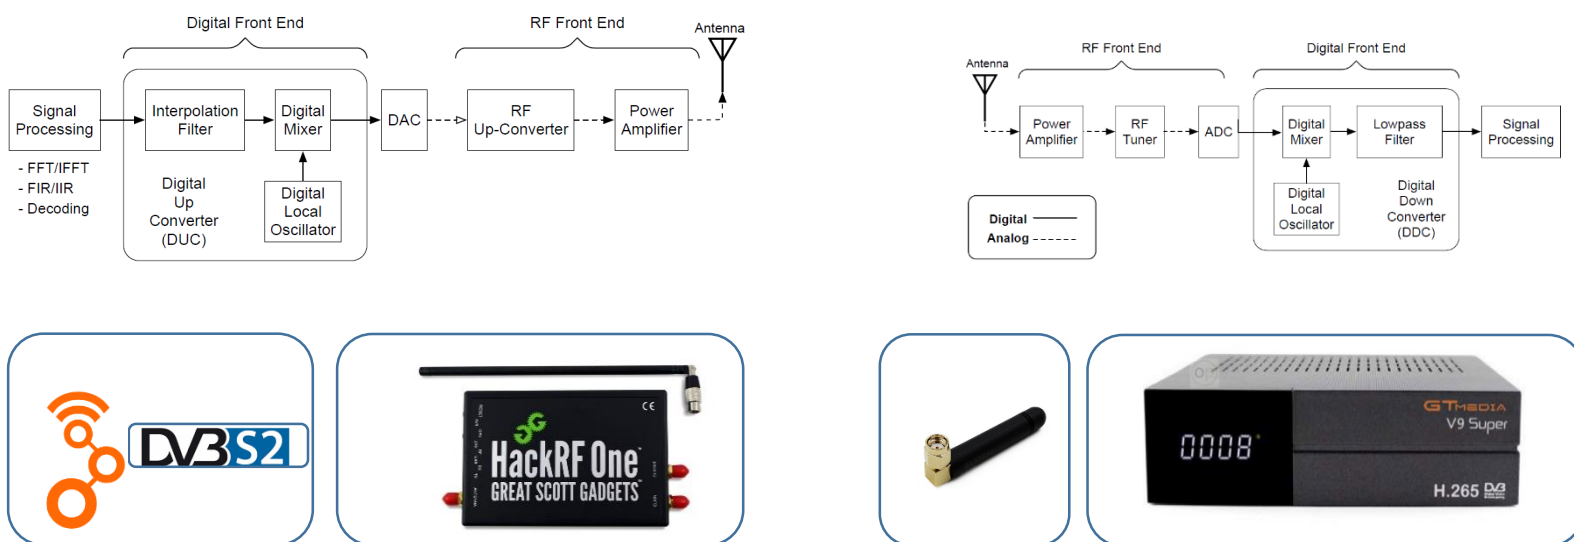 Digital Front End
RF Front End
Antenna
Signal
Processing
Interpolation
Filter
Digital
Mixer
DAC
RF
Up-Converter
Power
Amplifier
- FFT/IFFT
- FIR/IIR
- Decoding
Digital
Up
Converter
(DUC)
Digital
Local
Oscillator
RF Front End
Digital Front End
Antenna
Power
Amplifier
RF
Tuner
ADC
Digital
Mixer
Lowpass
Filter
Signal
Processing
Digital
Local
Oscillator
Digital
Down
Converter
(DDC)
Digital
Analog
DVB S2
HackRF One
GREAT SCOTT GADGETS
CE
0008
GTMEDIA
V9 Super
H.265 DVB